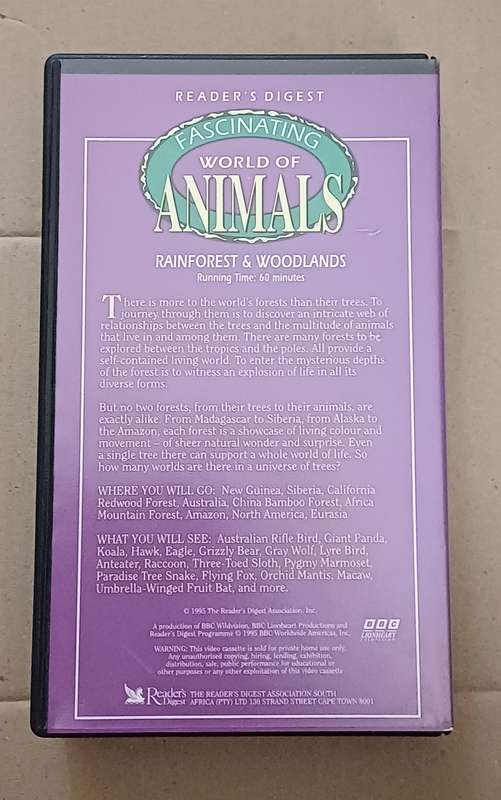 READER'S DIGEST
FASCINATING
WORLD OF
ANIMALS
RAINFOREST & WOODLANDS
Running Time: 60 minutes
There is more to the world's forests than their trees. To
journey through them is to discover an intricate web of
relationships between the trees and the multitude of animals
that live in and among them. There are many forests to be
explored between the tropics and the poles. All provide a
self-contained living world. To enter the mysterious depths
of the forest is to witness an explosion of life in all its
diverse forms.
But no two forests, from their trees to their animals, are
exactly alike. From Madagascar to Siberia, from Alaska to
the Amazon, each forest is a showcase of living colour and
movement – of sheer natural wonder and surprise. Even
a single tree there can support a whole world of life. So
how many worlds are there in a universe of trees?
WHERE YOU WILL GO: New Guinea, Siberia, California
Redwood Forest, Australia, China Bamboo Forest, Africa
Mountain Forest, Amazon, North America, Eurasia
WHAT YOU WILL SEE: Australian Rifle Bird, Giant Panda,
Koala, Hawk, Eagle, Grizzly Bear, Gray Wolf, Lyre Bird,
Anteater, Raccoon, Three-Toed Sloth, Pygmy Marmoset,
Paradise Tree Snake, Flying Fox, Orchid Mantis, Macaw,
Umbrella-Winged Fruit Bat, and more.
© 1995 The Reader's Digest Association, Inc.
A production of BBC Wildvision, BBC Lionheart Productions and
Reader's Digest Programme © 1995 BBC Worldwide Americas, Inc.
BBC
LIONHEART
TELEVISION
WARNING: This video cassette is sold for private home use only.
Any unauthorised copying, hiring, lending, exhibition,
distribution, sale, public performance for educational or
other purposes or any other exploitation of this video cassette
Reader's
Digest
THE READER'S DIGEST ASSOCIATION SOUTH
AFRICA (PTY) LTD 130 STRAND STREET CAPE TOWN 8001